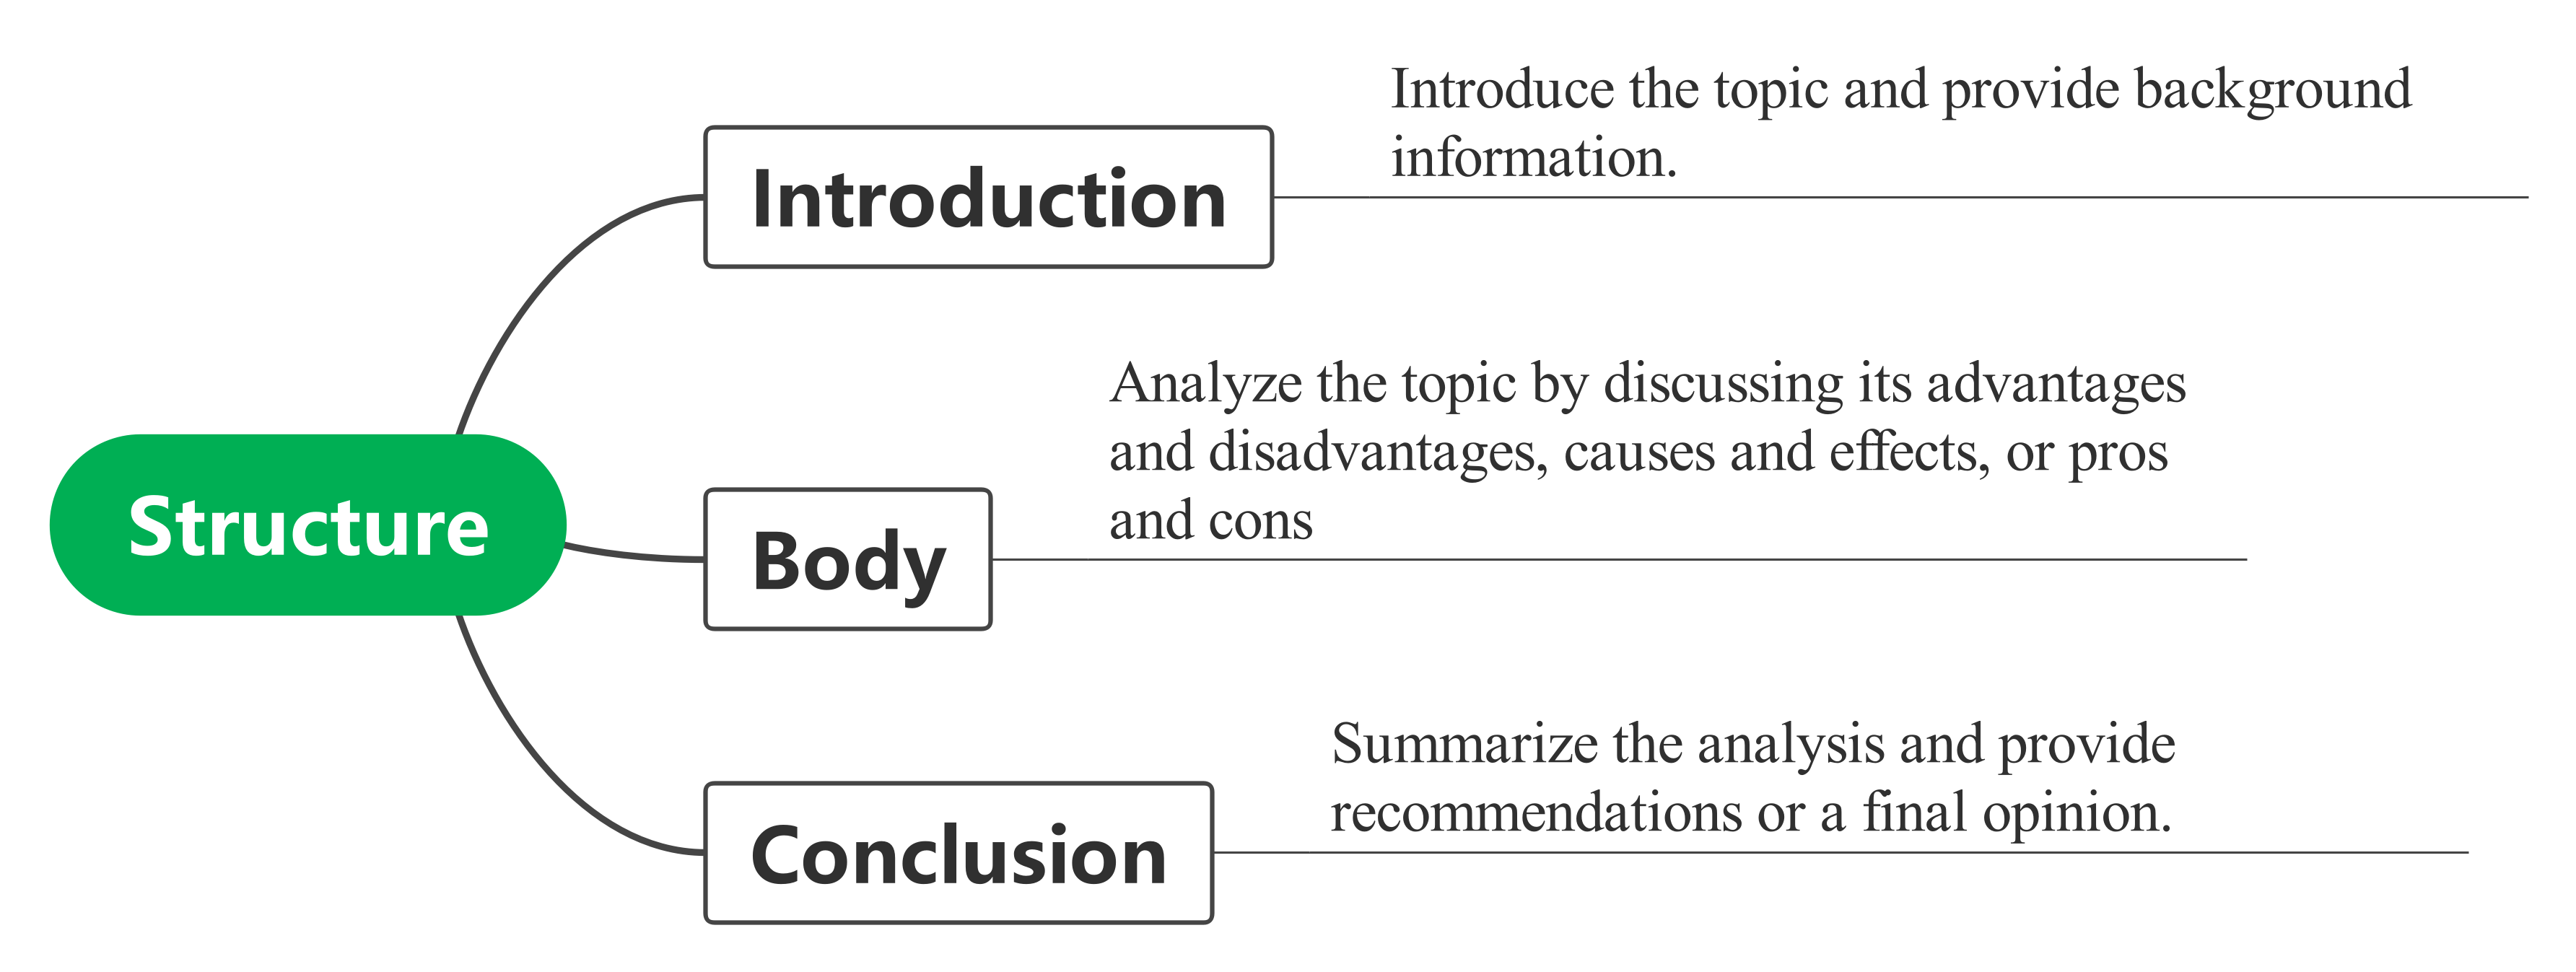 Introduce the topic and provide background
information.
Introduction
Analyze the topic by discussing its advantages
and disadvantages, causes and effects, or pros
and cons
Structure
Body
Summarize the analysis and provide
recommendations or a final opinion.
Conclusion